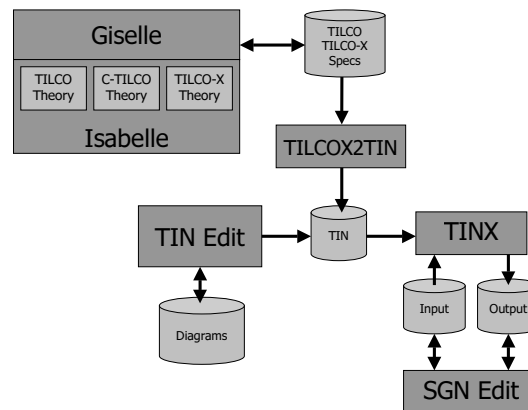 Giselle
TILCO
TILCO-X
Specs
TILCO
Theory
C-TILCO
Theory
TILCO-X
Theory
Isabelle
TILCOX2TIN
TIN Edit
TIN
TINX
Diagrams
Input
Output
SGN Edit